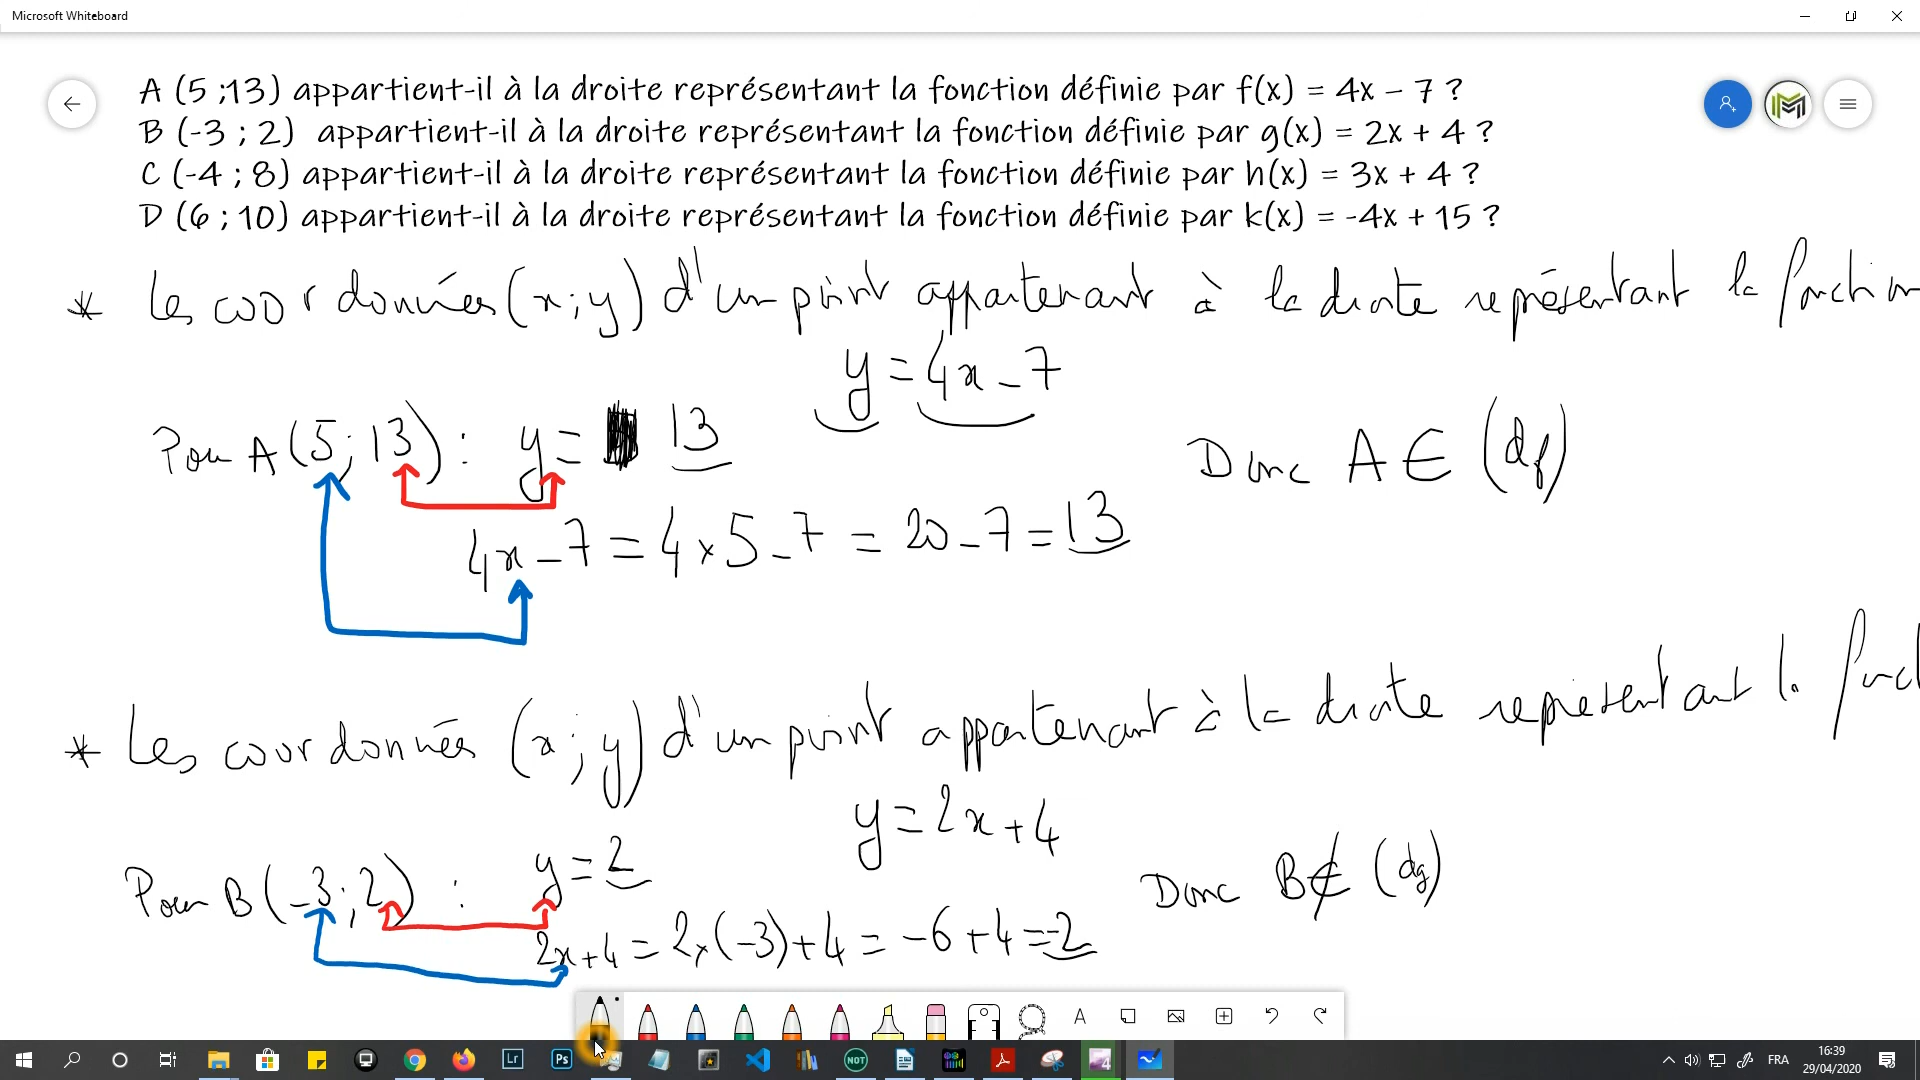 Microsoft Whiteboard
A (5 ;13) appartient-il à la droite représentant la fonction définie par f(x) = 4x - 7 ?
B (-3 ; 2) appartient-il à la droite représentant la fonction définie par g(x) = 2x + 4 ?
C (-4 ; 8) appartient-il à la droite représentant la fonction définie par h(x) = 3x + 4 ?
D (6 ; 10) appartient-il à la droite représentant la fonction définie par k(x) = -4x + 15 ?
* Les coordonnées (x;y) d'un point appartenant à la droite représentant la fonction
y = 4x - 7
Pour A (5; 13) : y = 13
Donc A ∈ (df)
4x - 7 = 4 × 5 - 7 = 20 - 7 = 13
* Les coordonnées (x;y) d'un point appartenant à la droite représentant la fonct
y = 2x + 4
Pour B (-3; 2) : y = 2
Donc B ∉ (dg)
2x + 4 = 2 × (-3) + 4 = -6 + 4 = -2
A
Lr
Ps
NOT
FRA
16:39
29/04/2020